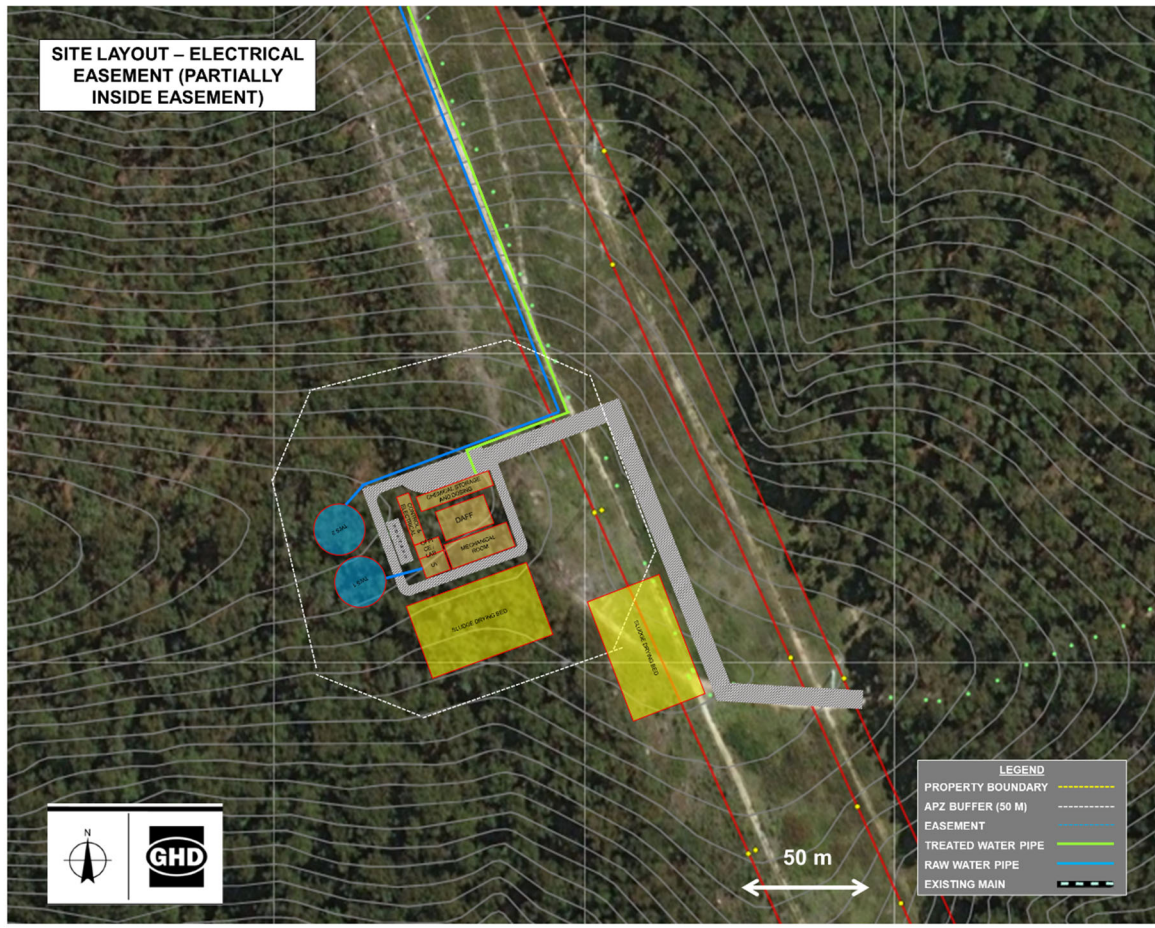 SITE LAYOUT – ELECTRICAL
EASEMENT (PARTIALLY
INSIDE EASEMENT)
CHEMICAL STORAGE
AND DOSING
DAFF
MECHANICAL
ROOM
SLUDGE DRYING BED
SLUDGE DRYING BED
N
GHD
50 m
LEGEND
PROPERTY BOUNDARY
APZ BUFFER (50 M)
EASEMENT
TREATED WATER PIPE
RAW WATER PIPE
EXISTING MAIN